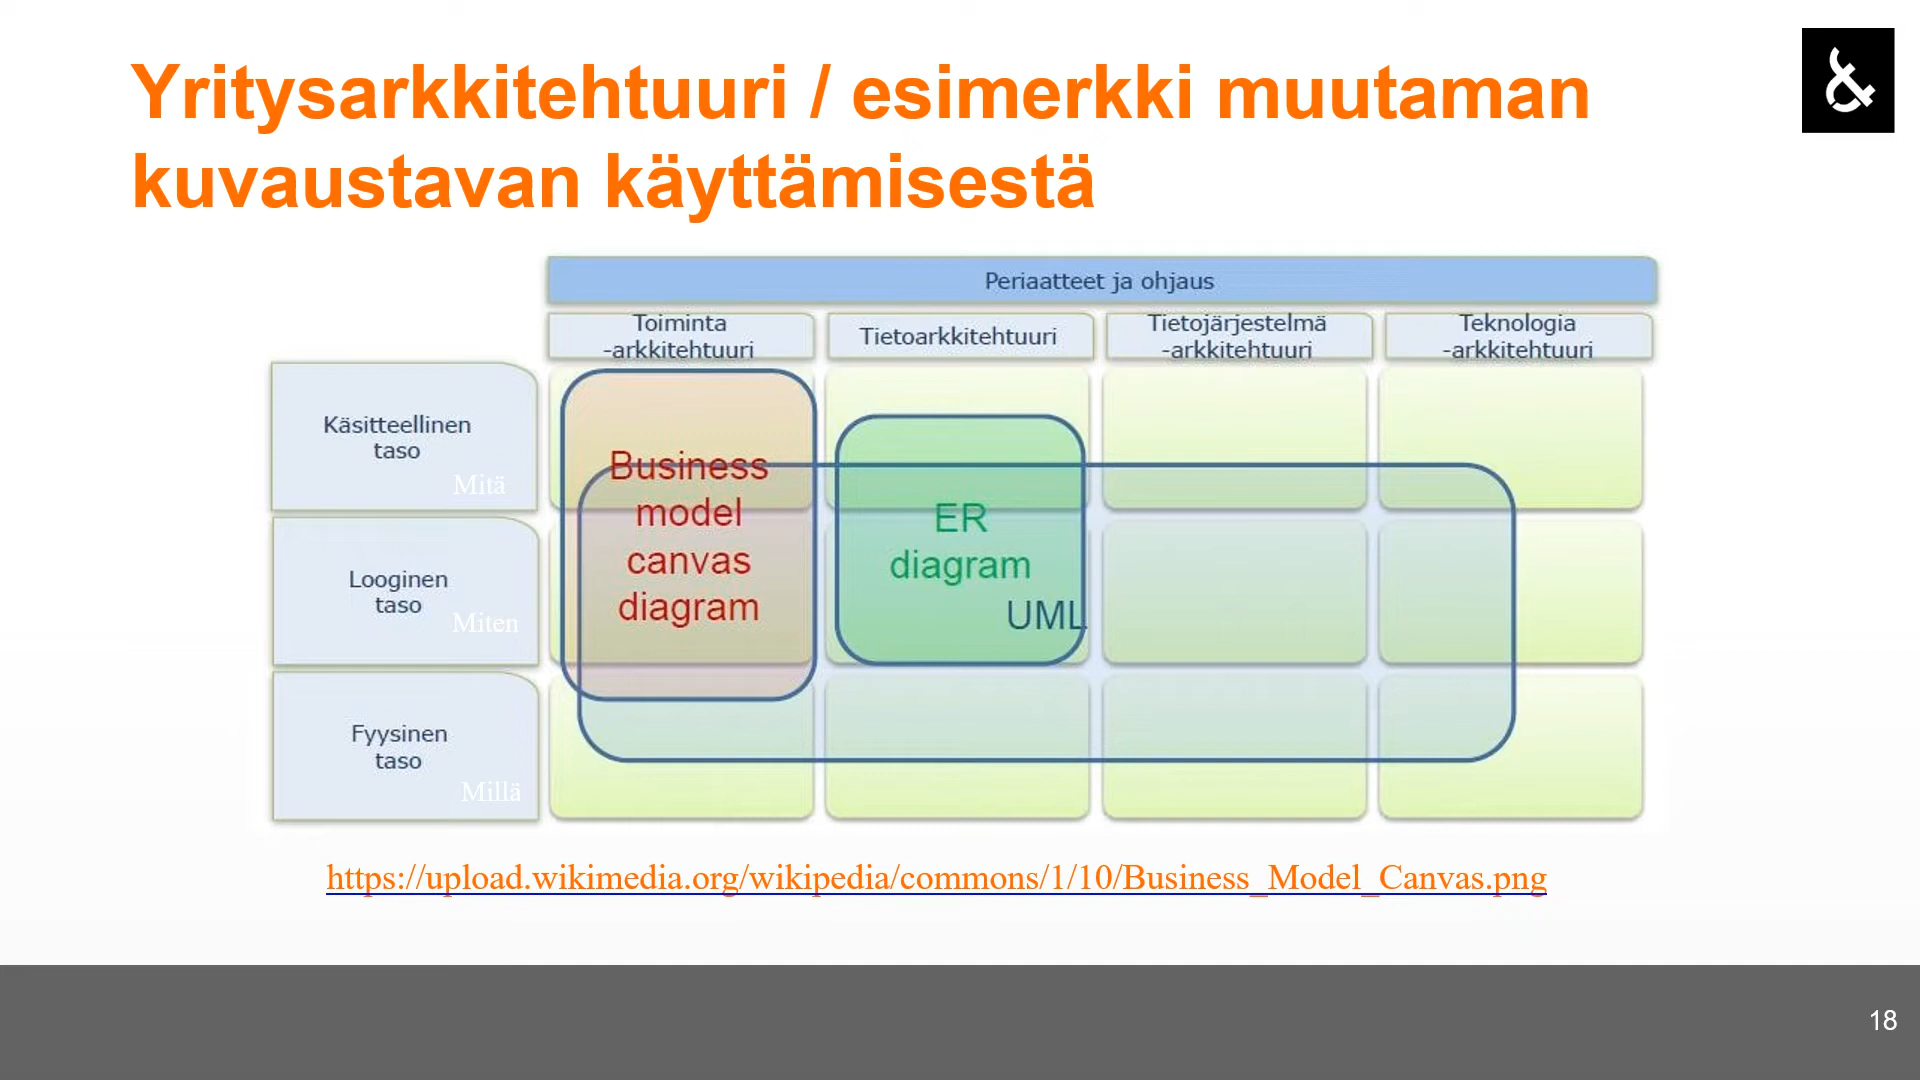 Yritysarkkitehtuuri / esimerkki muutaman
kuvaustavan käyttämisestä
&
Periaatteet ja ohjaus
Toiminta
-arkkitehtuuri
Tietoarkkitehtuuri
Tietojärjestelmä
-arkkitehtuuri
Teknologia
-arkkitehtuuri
Käsitteellinen
taso
Mitä
Business
model
canvas
diagram
ER
diagram
UML
Looginen
taso
Miten
Fyysinen
taso
Millä
https://upload.wikimedia.org/wikipedia/commons/1/10/Business_Model_Canvas.png
18